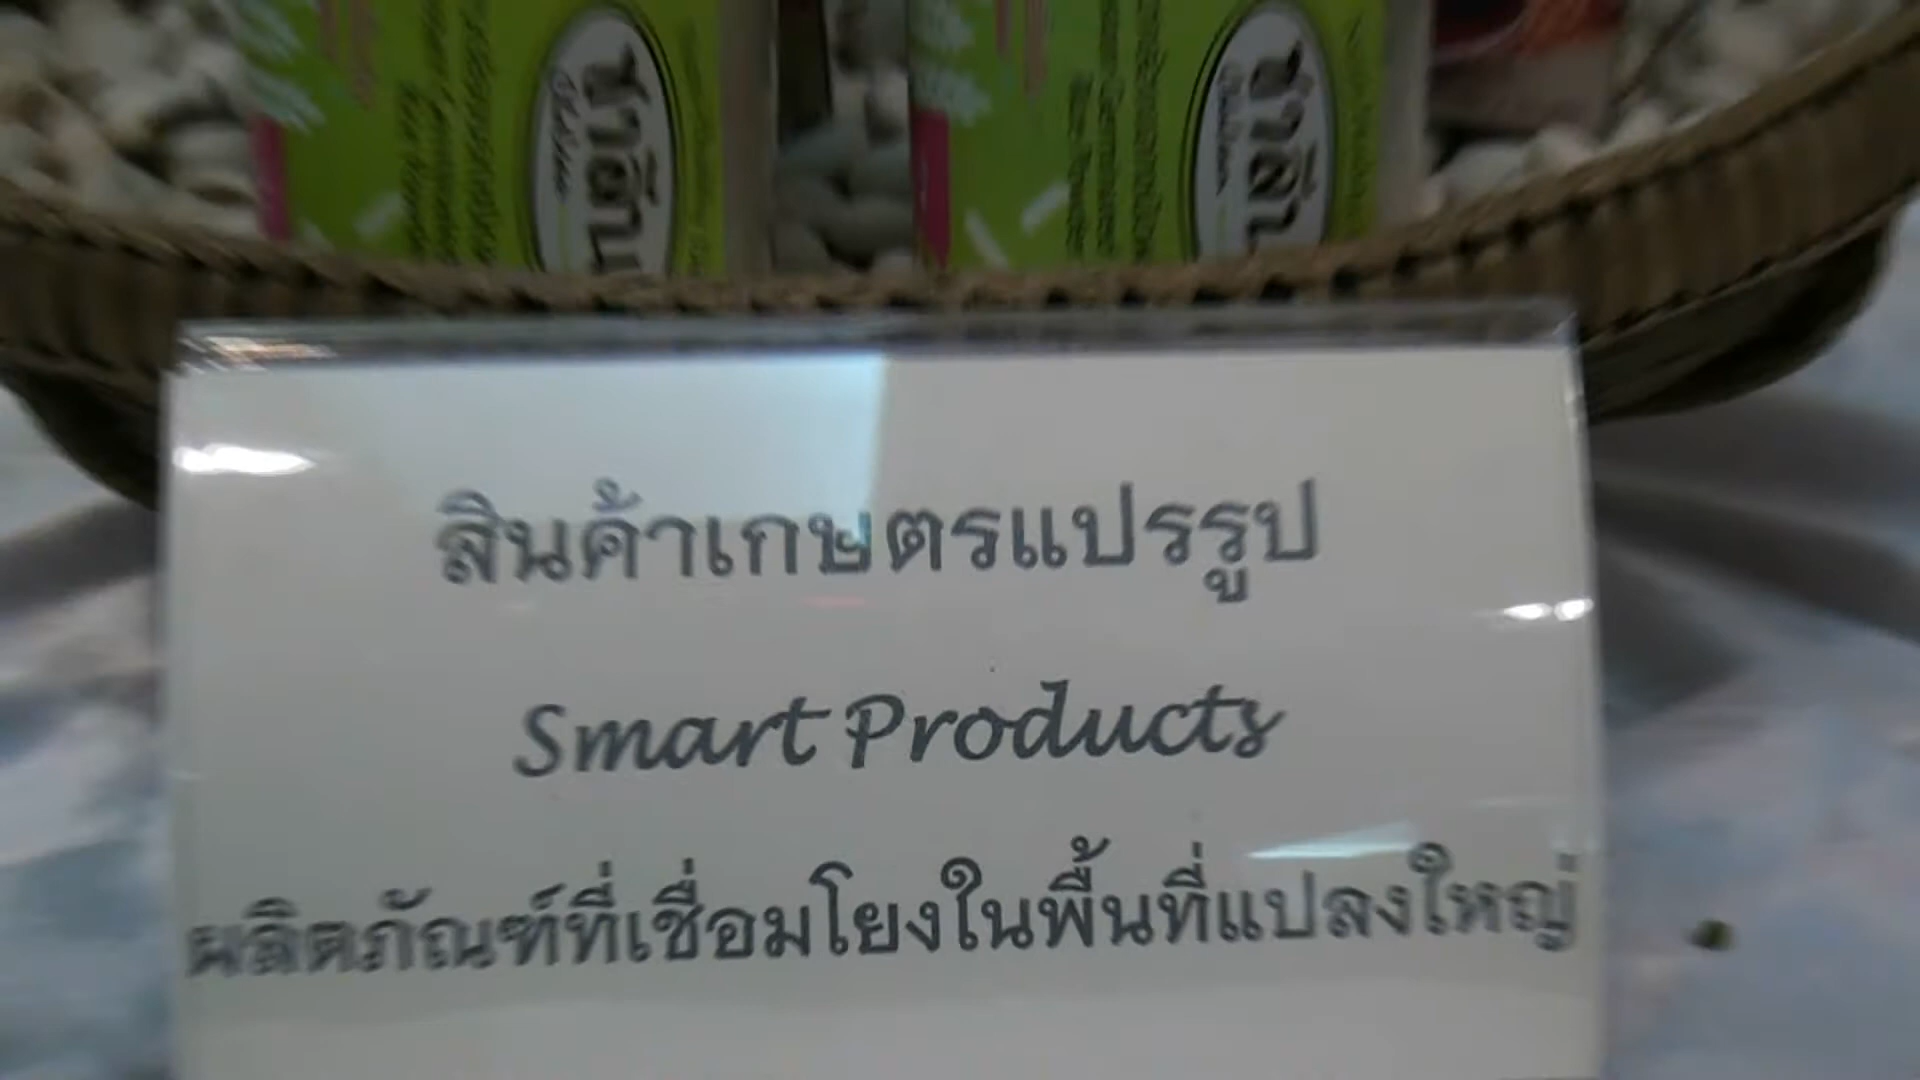 สินค้าเกษตรแปรรูป
Smart Products
ผลิตภัณฑ์ที่เชื่อมโยงในพื้นที่แปลงใหญ่